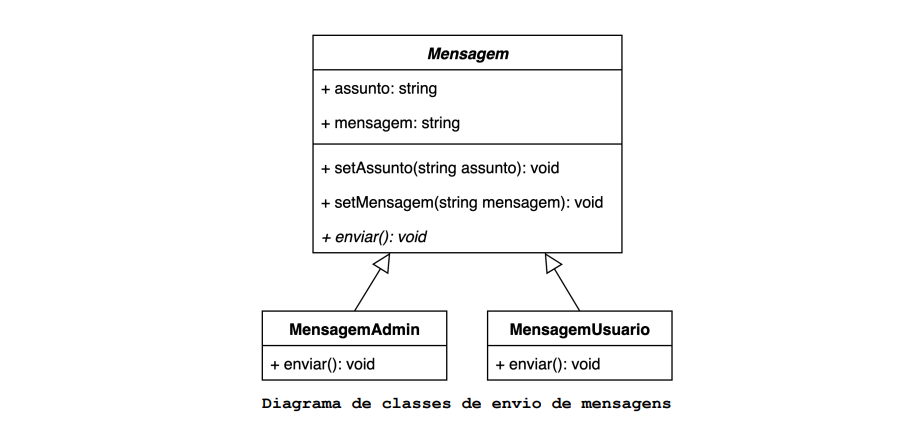 Mensagem
+ assunto: string
+ mensagem: string
+ setAssunto(string assunto): void
+ setMensagem(string mensagem): void
+ enviar(): void
MensagemAdmin
+ enviar(): void
MensagemUsuario
+ enviar(): void
Diagrama de classes de envio de mensagens